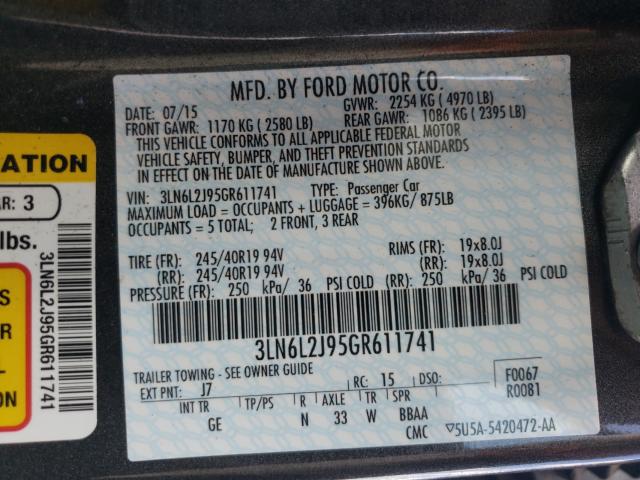 MFD. BY FORD MOTOR CO.
DATE: 07/15 GVWR: 2254 KG ( 4970 LB)
FRONT GAWR: 1170 KG ( 2580 LB) REAR GAWR: 1086 KG ( 2395 LB)
THIS VEHICLE CONFORMS TO ALL APPLICABLE FEDERAL MOTOR
VEHICLE SAFETY, BUMPER, AND THEFT PREVENTION STANDARDS
IN EFFECT ON THE DATE OF MANUFACTURE SHOWN ABOVE.
VIN: 3LN6L2J95GR611741 TYPE: Passenger Car
MAXIMUM LOAD = OCCUPANTS + LUGGAGE = 396KG/ 875LB
OCCUPANTS = 5 TOTAL: 2 FRONT, 3 REAR
TIRE (FR): 245/40R19 94V RIMS (FR): 19x8.0J
(RR): 245/40R19 94V (RR): 19x8.0J
PRESSURE (FR): 250 kPa/ 36 PSI COLD (RR): 250 kPa/ 36 PSI COLD
3LN6L2J95GR611741
TRAILER TOWING - SEE OWNER GUIDE
EXT PNT: J7 RC: 15 DSO: F0067
R0081
INT TR TP/PS R AXLE TR SPR
GE N 33 W BBAA
CMC 5U5A-5420472-AA
ATION
AR: 3
lbs.
S
R
L
ON
3LN6L2J95GR611741